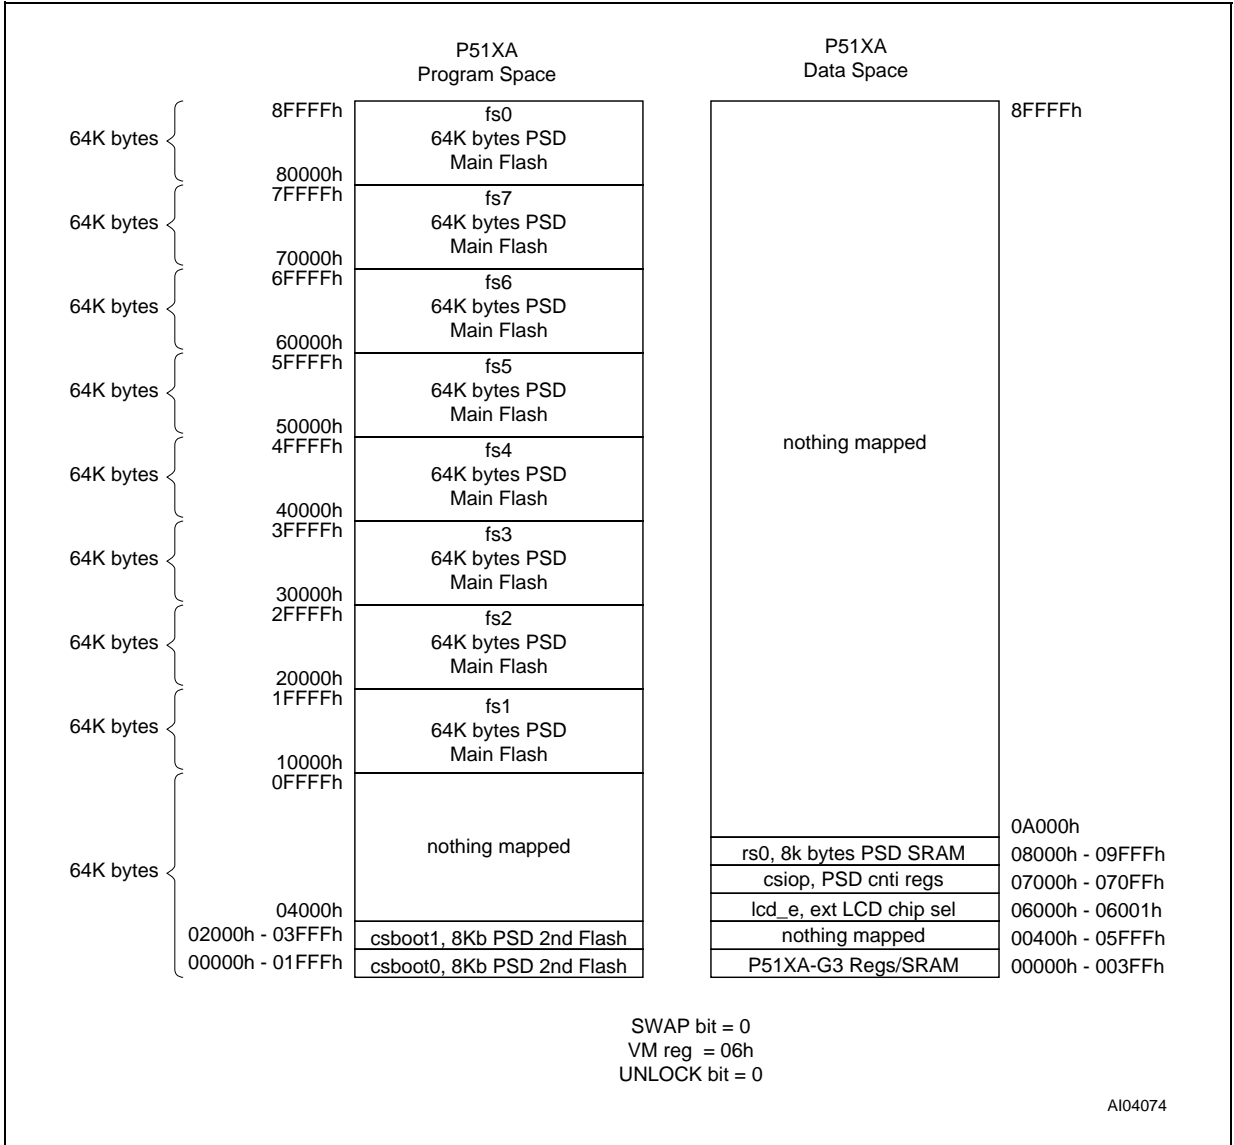 P51XA
Program Space
P51XA
Data Space
8FFFFh
fs0
64K bytes PSD
Main Flash
64K bytes
80000h
7FFFFh
fs7
64K bytes PSD
Main Flash
64K bytes
70000h
6FFFFh
fs6
64K bytes PSD
Main Flash
64K bytes
60000h
5FFFFh
fs5
64K bytes PSD
Main Flash
64K bytes
50000h
4FFFFh
fs4
64K bytes PSD
Main Flash
64K bytes
40000h
3FFFFh
fs3
64K bytes PSD
Main Flash
64K bytes
30000h
2FFFFh
fs2
64K bytes PSD
Main Flash
64K bytes
20000h
1FFFFh
fs1
64K bytes PSD
Main Flash
64K bytes
10000h
0FFFFh
nothing mapped
64K bytes
04000h
02000h - 03FFFh
csboot1, 8Kb PSD 2nd Flash
00000h - 01FFFh
csboot0, 8Kb PSD 2nd Flash
8FFFFh
nothing mapped
0A000h
rs0, 8k bytes PSD SRAM
08000h - 09FFFh
csiop, PSD cnti regs
07000h - 070FFh
lcd_e, ext LCD chip sel
06000h - 06001h
nothing mapped
00400h - 05FFFh
P51XA-G3 Regs/SRAM
00000h - 003FFh
SWAP bit = 0
VM reg = 06h
UNLOCK bit = 0
AI04074